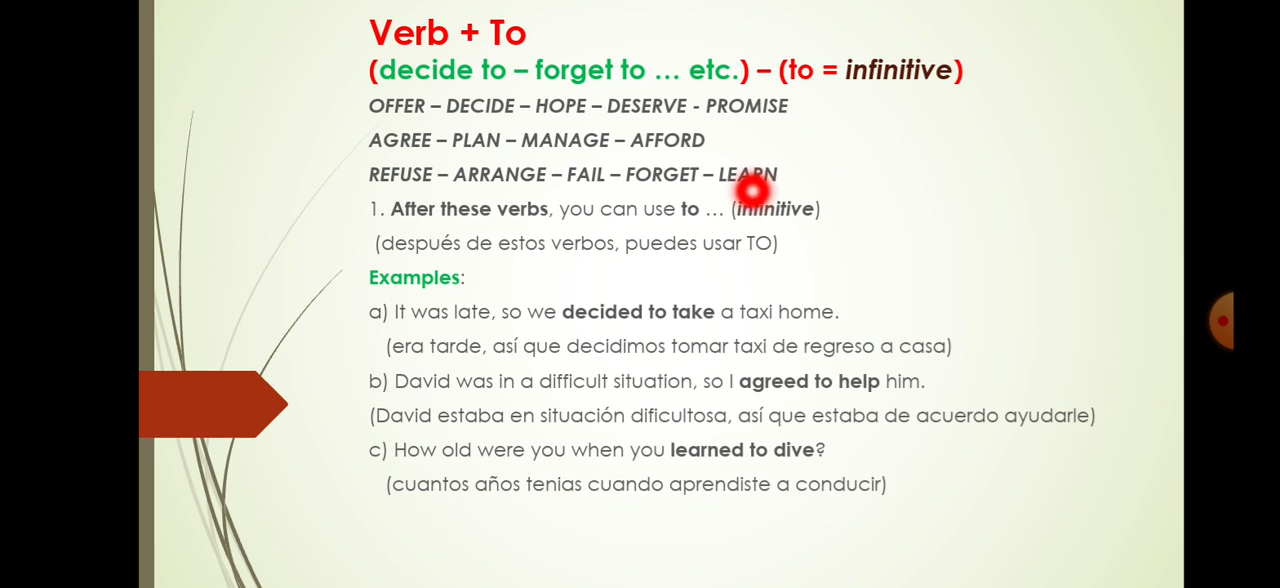 Verb + To
(decide to – forget to … etc.) – (to = infinitive)
OFFER – DECIDE – HOPE – DESERVE - PROMISE
AGREE – PLAN – MANAGE – AFFORD
REFUSE – ARRANGE – FAIL – FORGET – LEARN
1. After these verbs, you can use to … (infinitive)
(después de estos verbos, puedes usar TO)
Examples:
a) It was late, so we decided to take a taxi home.
(era tarde, así que decidimos tomar taxi de regreso a casa)
b) David was in a difficult situation, so I agreed to help him.
(David estaba en situación dificultosa, así que estaba de acuerdo ayudarle)
c) How old were you when you learned to dive?
(cuantos años tenias cuando aprendiste a conducir)